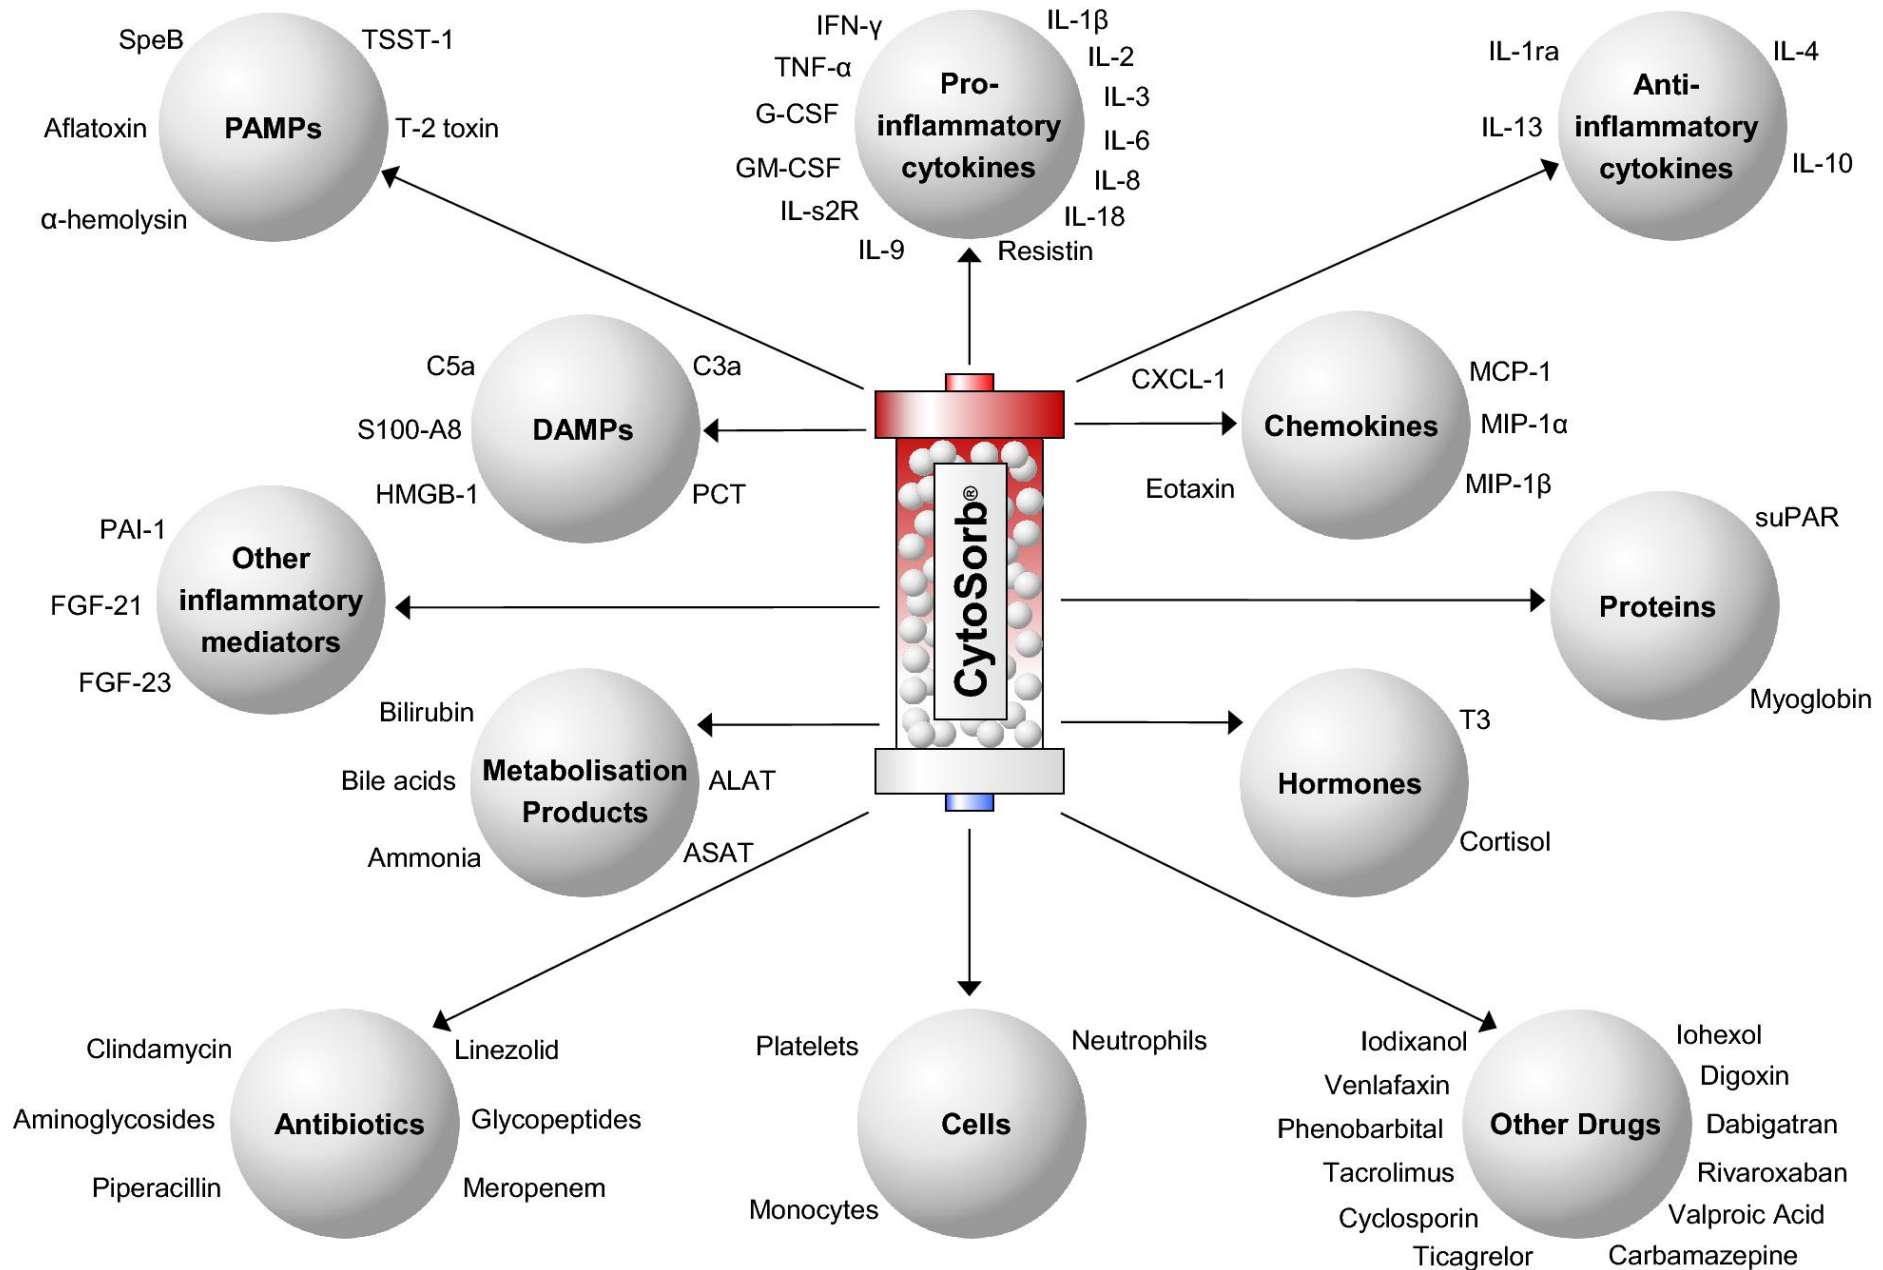 SpeB
TSST-1
Aflatoxin
PAMPs
T-2 toxin
α-hemolysin
IFN-γ
IL-1β
TNF-α
IL-2
G-CSF
Pro-
inflammatory
cytokines
IL-3
IL-6
GM-CSF
IL-8
IL-s2R
IL-18
IL-9
Resistin
IL-1ra
IL-4
Anti-
inflammatory
cytokines
IL-13
IL-10
C5a
C3a
S100-A8
DAMPs
HMGB-1
PCT
CXCL-1
MCP-1
Chemokines
MIP-1α
Eotaxin
MIP-1β
PAI-1
Other
inflammatory
mediators
FGF-21
FGF-23
CytoSorb®
suPAR
Proteins
Myoglobin
Bilirubin
Bile acids
Metabolisation
Products
ALAT
Ammonia
ASAT
T3
Hormones
Cortisol
Clindamycin
Linezolid
Aminoglycosides
Antibiotics
Glycopeptides
Piperacillin
Meropenem
Platelets
Neutrophils
Cells
Monocytes
Iodixanol
Iohexol
Venlafaxin
Digoxin
Phenobarbital
Other Drugs
Dabigatran
Tacrolimus
Rivaroxaban
Cyclosporin
Valproic Acid
Ticagrelor
Carbamazepine